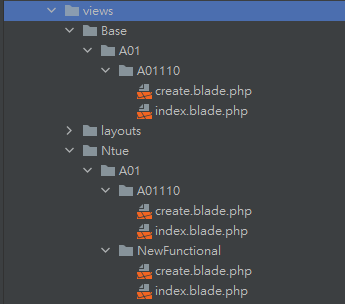 views
Base
A01
A01110
create.blade.php
index.blade.php
layouts
Ntue
A01
A01110
create.blade.php
index.blade.php
NewFunctional
create.blade.php
index.blade.php